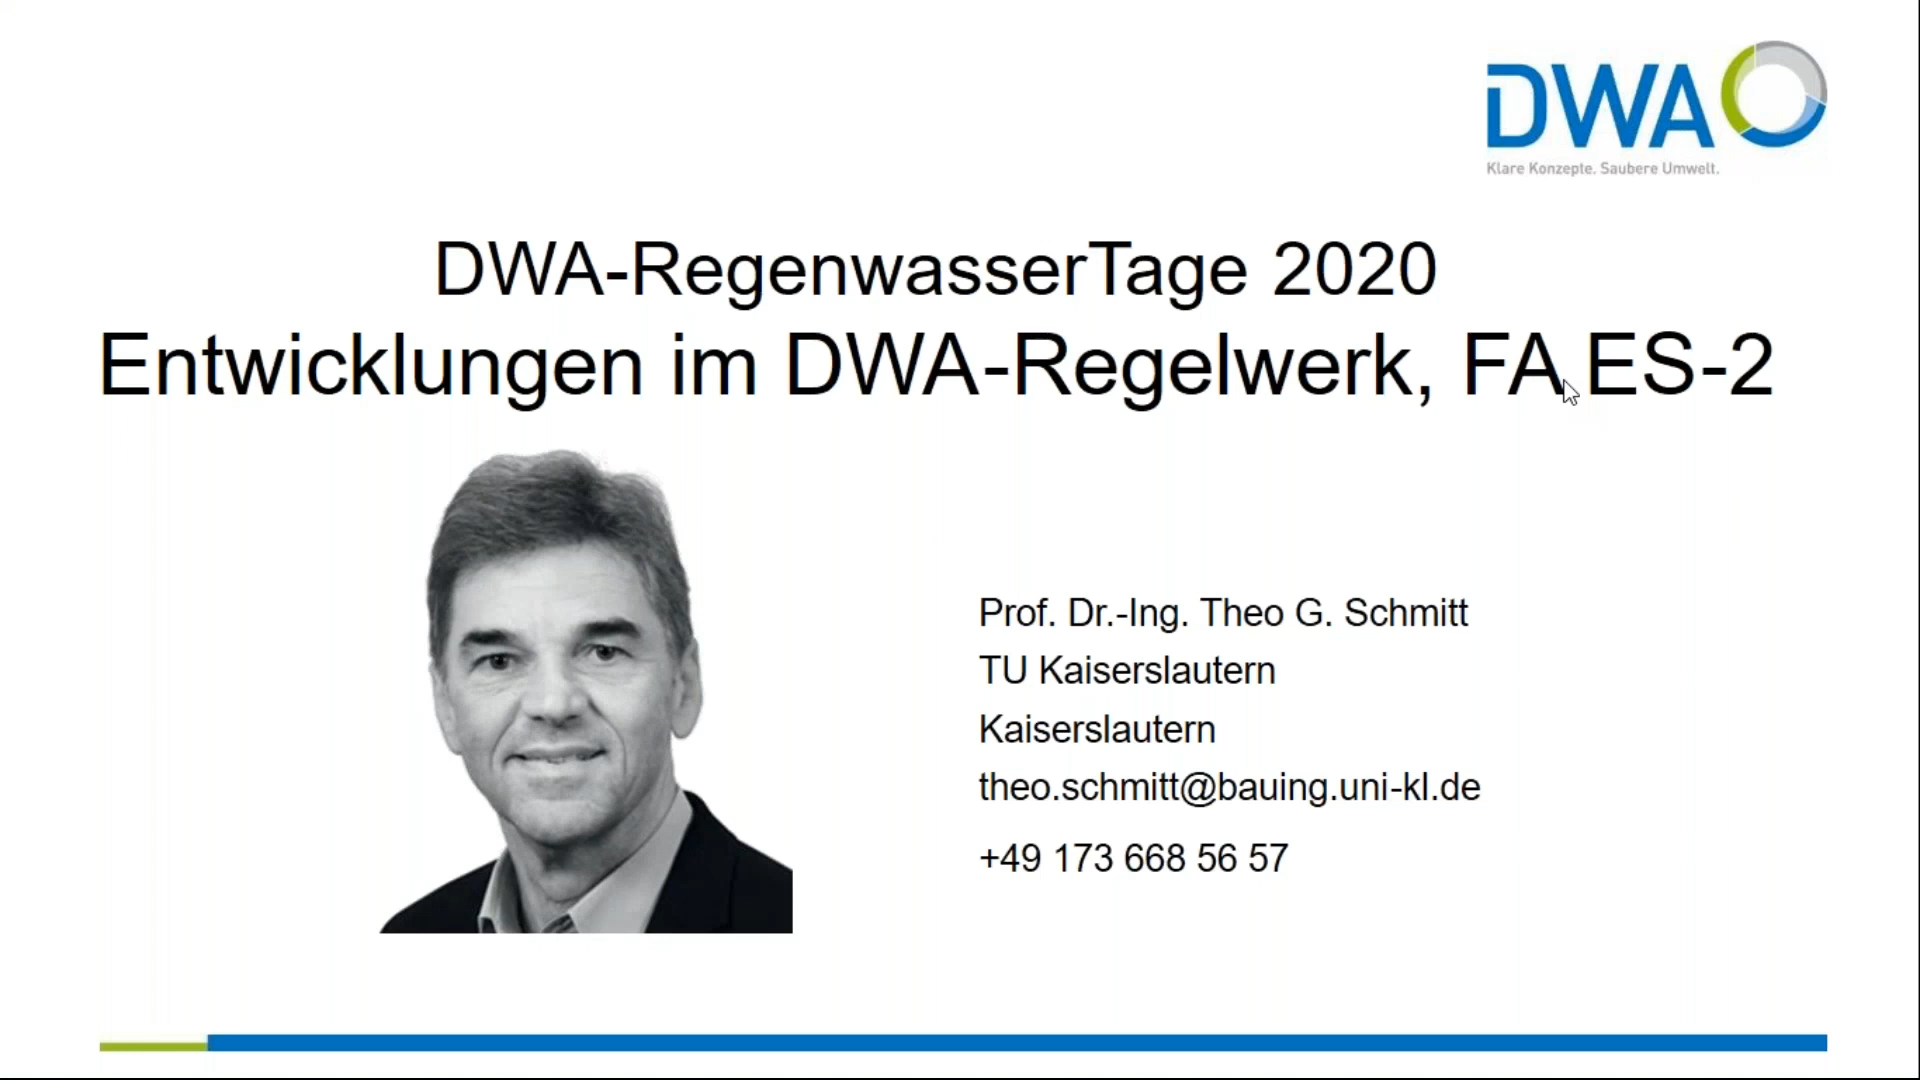 DWA
Klare Konzepte. Saubere Umwelt.
DWA-RegenwasserTage 2020
Entwicklungen im DWA-Regelwerk, FA ES-2
Prof. Dr.-Ing. Theo G. Schmitt
TU Kaiserslautern
Kaiserslautern
theo.schmitt@bauing.uni-kl.de
+49 173 668 56 57